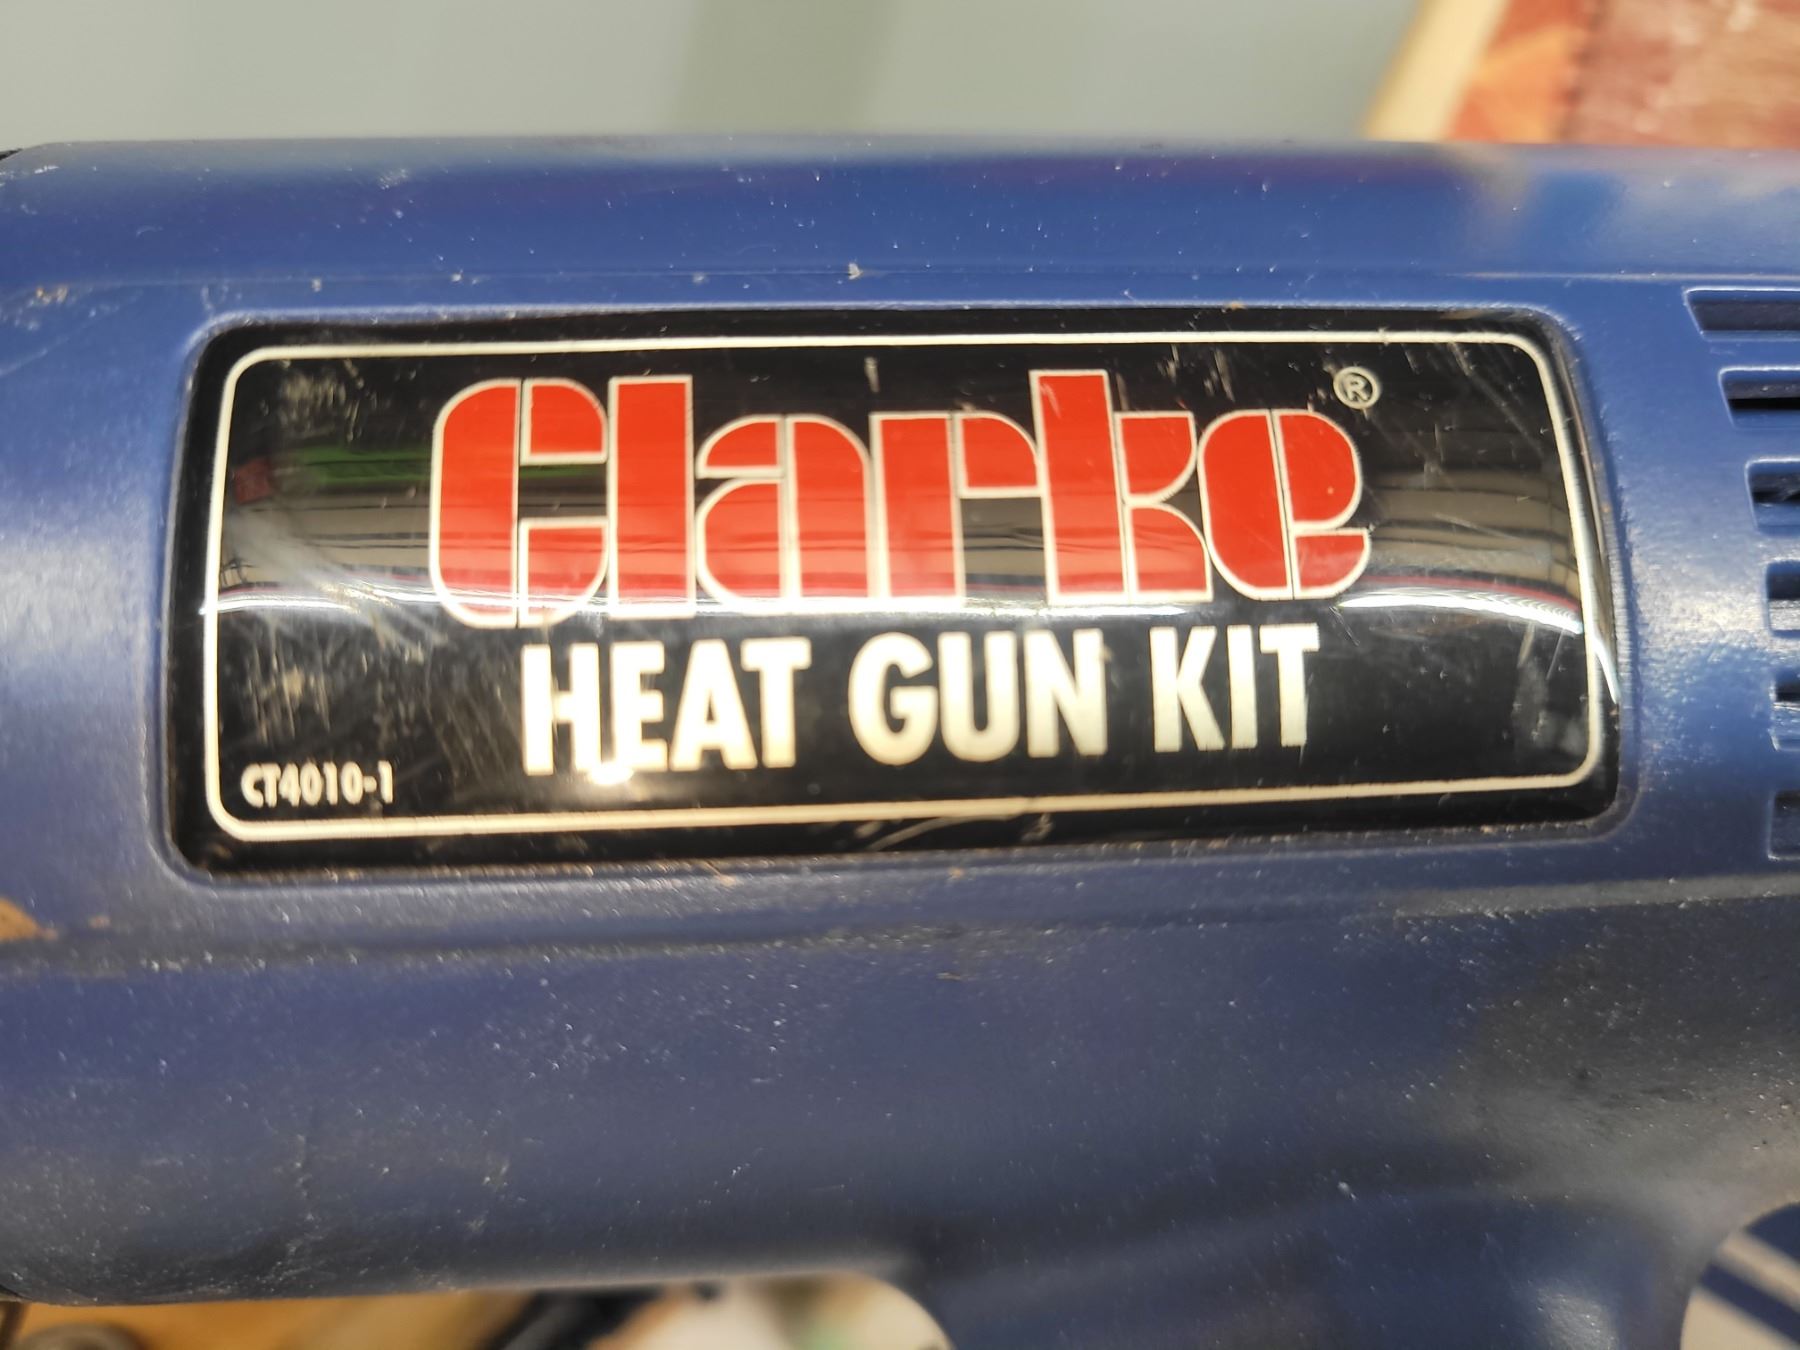 Clarke®
HEAT GUN KIT
CT4010-1